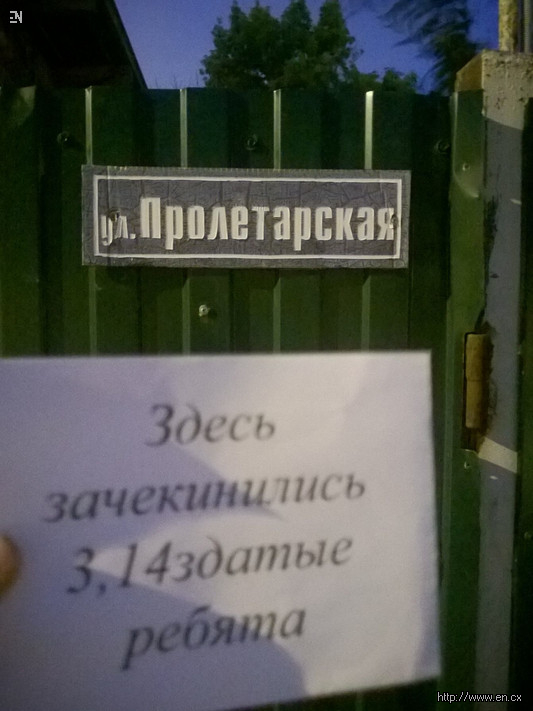 EN
ул. Пролетарская
Здесь
зачекинились
3,14здатые
ребята
http://www.en.cx